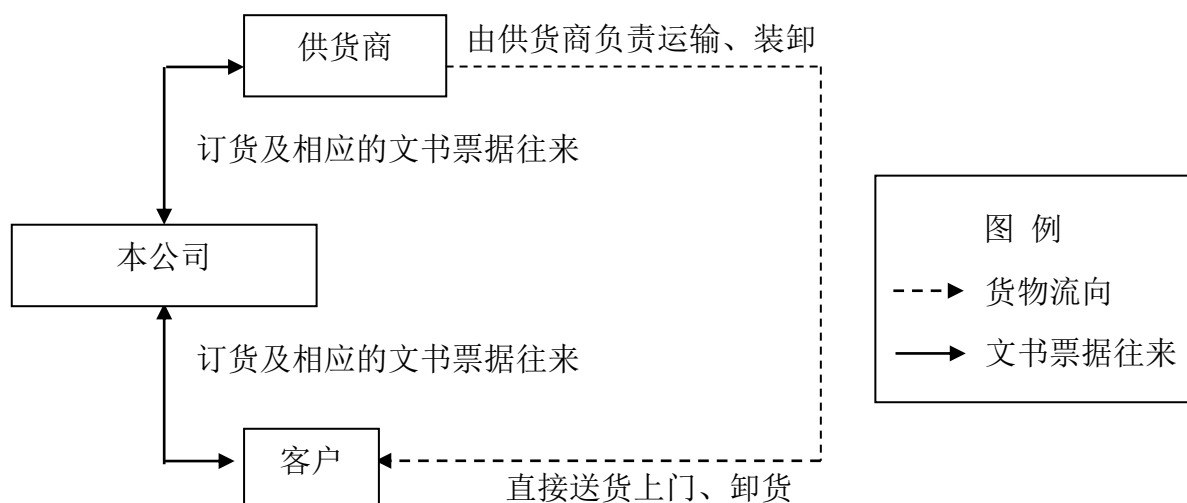 供货商
由供货商负责运输、装卸
订货及相应的文书票据往来
本公司
订货及相应的文书票据往来
客户
直接送货上门、卸货
图 例
货物流向
文书票据往来